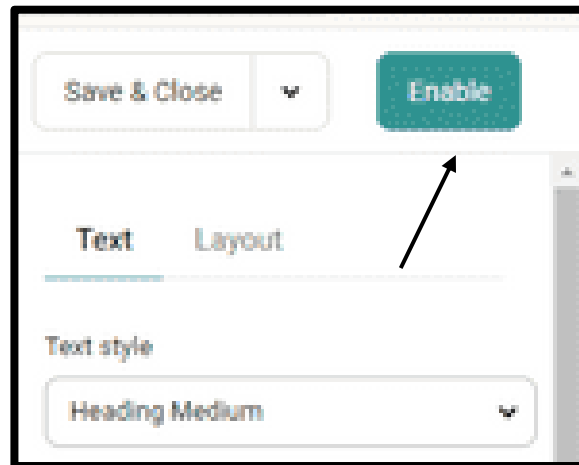 Save & Close
Enable
Text Layout
Text style
Heading Medium